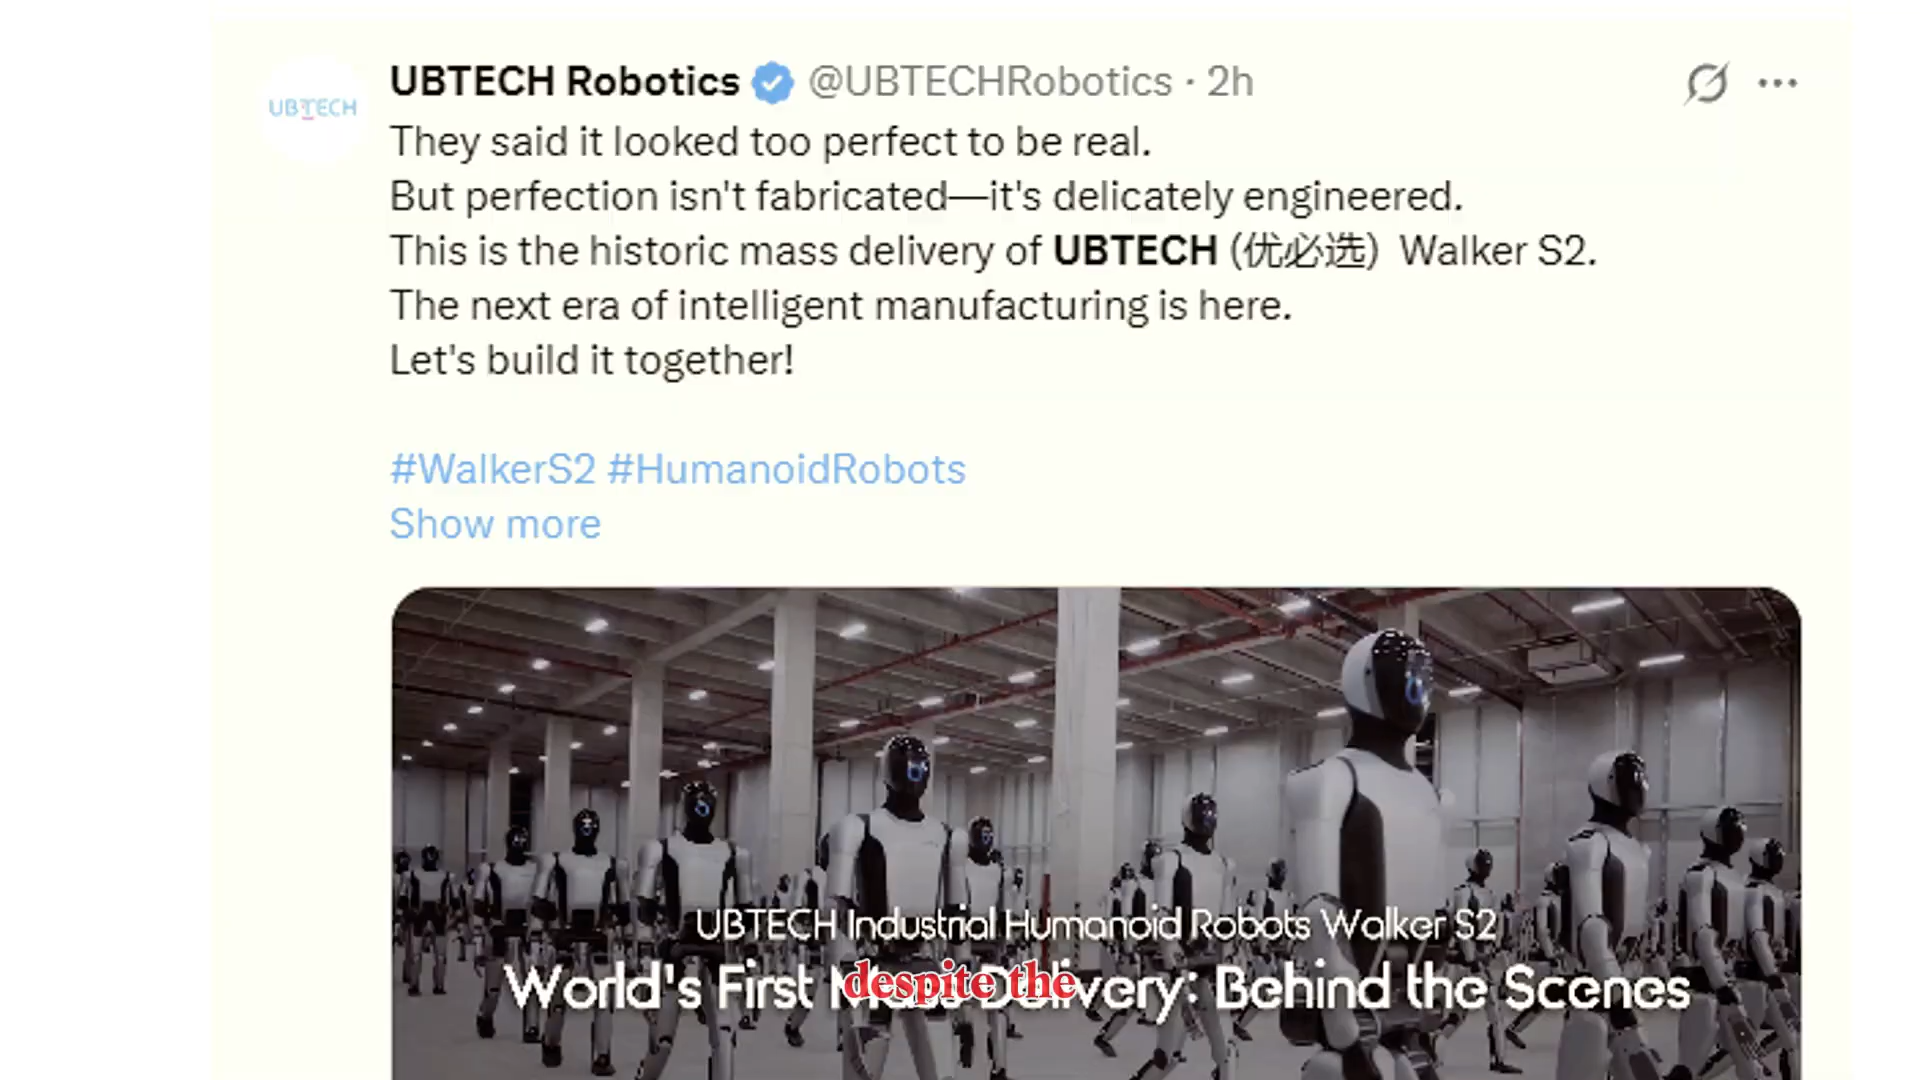 UBTECH
UBTECH Robotics @UBTECHRobotics · 2h
They said it looked too perfect to be real.
But perfection isn't fabricated—it's delicately engineered.
This is the historic mass delivery of UBTECH (优必选) Walker S2.
The next era of intelligent manufacturing is here.
Let's build it together!
#WalkerS2 #HumanoidRobots
Show more
UBTECH Industrial Humanoid Robots Walker S2
World's First Mass Delivery: Behind the Scenes
despite the